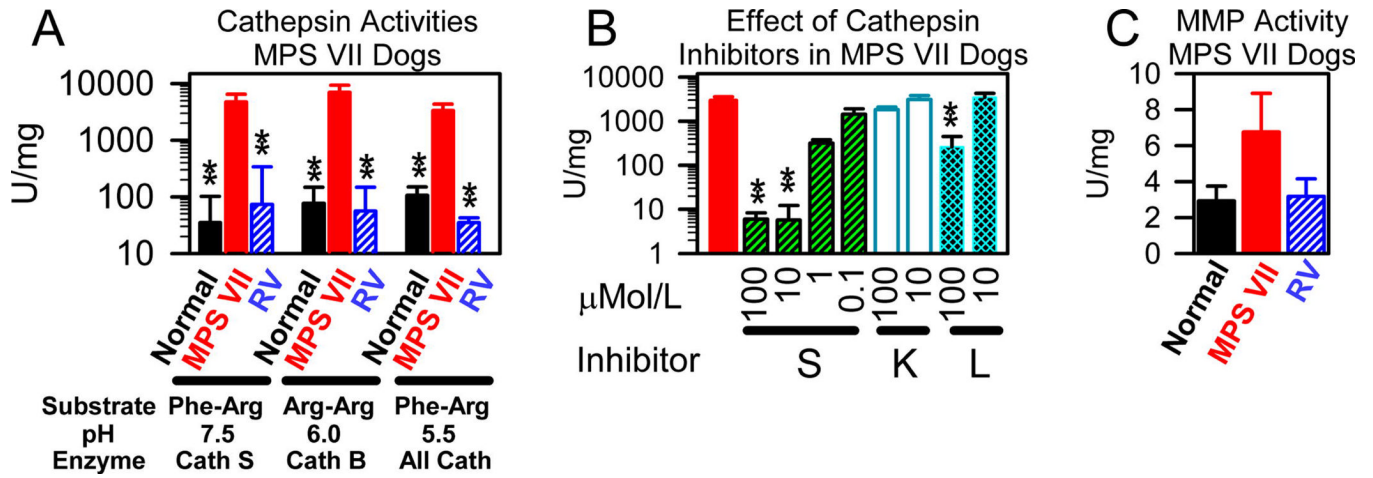 A
Cathepsin Activities
MPS VII Dogs
U/mg
10000
1000
100
10
**
**
**
**
**
**
Normal
MPS VII
RV
Normal
MPS VII
RV
Normal
MPS VII
RV
Substrate Phe-Arg Arg-Arg Phe-Arg
pH 7.5 6.0 5.5
Enzyme Cath S Cath B All Cath
B
Effect of Cathepsin
Inhibitors in MPS VII Dogs
U/mg
10000
1000
100
10
1
**
**
**
μMol/L 100 10 1 0.1 100 10 100 10
Inhibitor S K L
C
MMP Activity
MPS VII Dogs
U/mg
10
8
6
4
2
0
Normal
MPS VII
RV